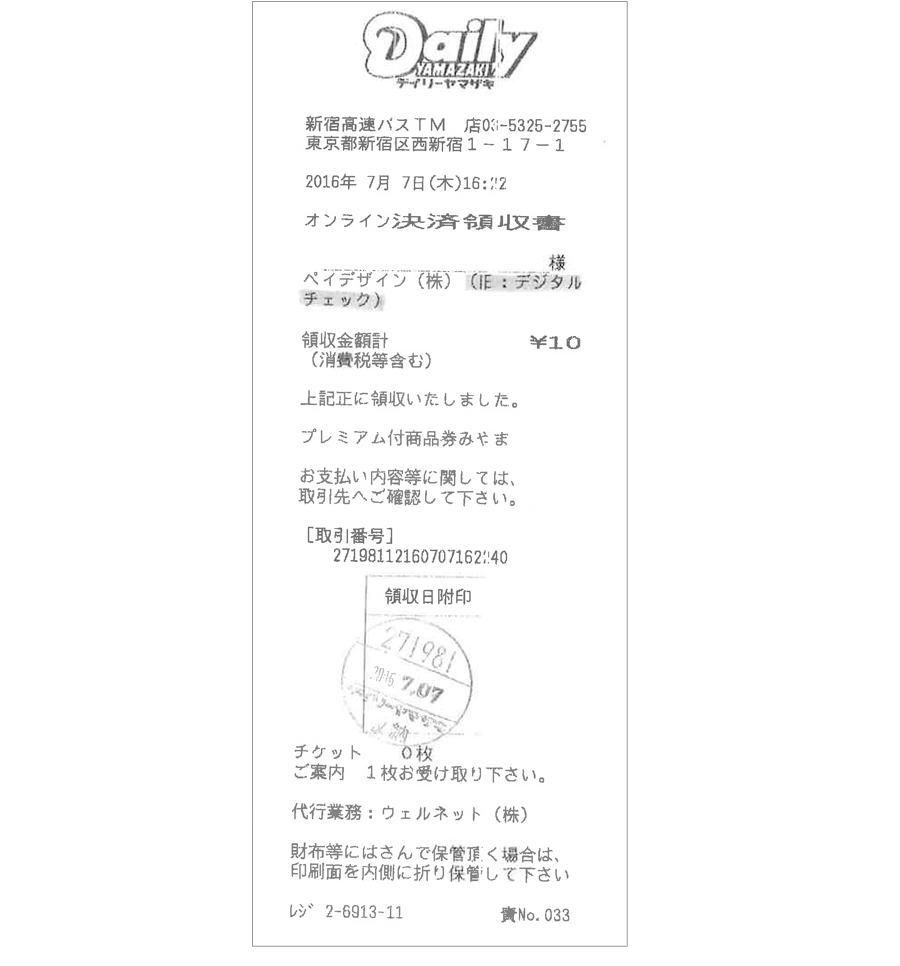 Daily
YAMAZAKI
デイリーヤマザキ
新宿高速バスTM 店03-5325-2755
東京都新宿区西新宿1-17-1
2016年 7月 7日(木)16:22
オンライン決済領収書
様
ペイデザイン(株) (旧:デジタル
チェック)
領収金額計 ¥10
(消費税等含む)
上記正に領収いたしました。
プレミアム付商品券みやま
お支払い内容等に関しては、
取引先へご確認して下さい。
[取引番号]
27198112160707162240
領収日附印
271981
2016 7.07
チケット 0枚
ご案内 1枚お受け取り下さい。
代行業務:ウェルネット(株)
財布等にはさんで保管頂く場合は、
印刷面を内側に折り保管して下さい
レジ 2-6913-11 責No.033